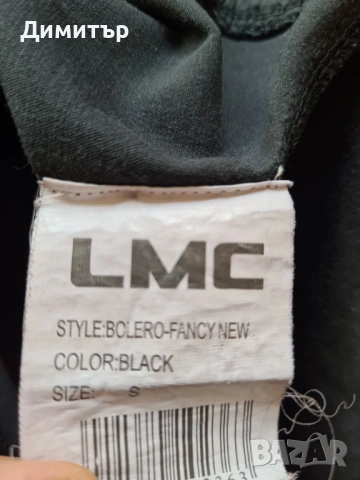 Димитър
LMC
STYLE:BOLERO-FANCY NEW
COLOR:BLACK
SIZE: S
BAZAR